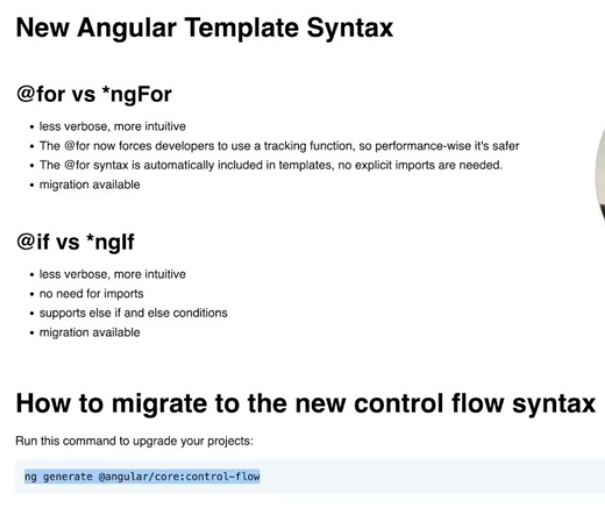 New Angular Template Syntax
@for vs *ngFor
• less verbose, more intuitive
• The @for now forces developers to use a tracking function, so performance-wise it's safer
• The @for syntax is automatically included in templates, no explicit imports are needed.
• migration available
@if vs *ngIf
• less verbose, more intuitive
• no need for imports
• supports else if and else conditions
• migration available
How to migrate to the new control flow syntax
Run this command to upgrade your projects:
ng generate @angular/core:control-flow